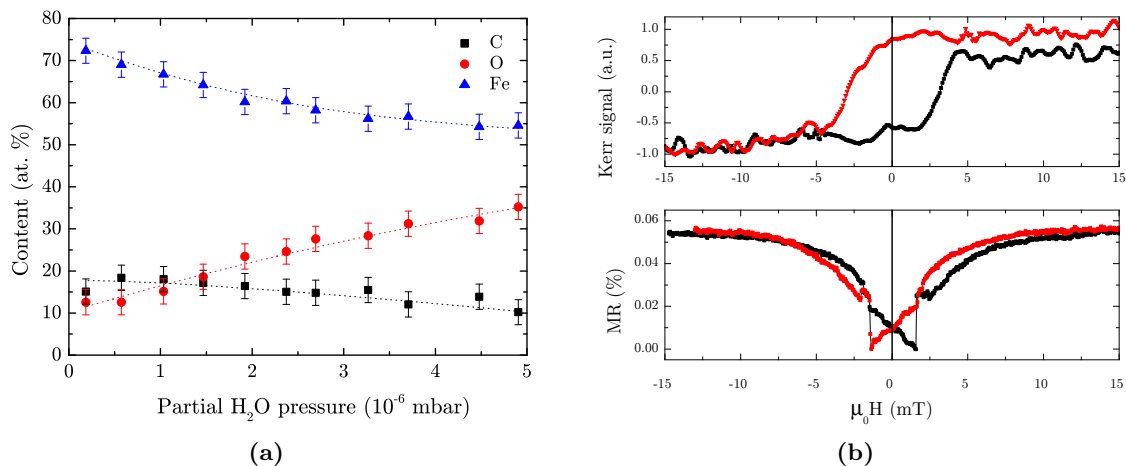 80
70
60
50
40
30
20
10
0
Content (at. %)
C
O
Fe
0 1 2 3 4 5
Partial H₂O pressure (10⁻⁶ mbar)
(a)
1.0
0.5
0.0
-0.5
-1.0
Kerr signal (a.u.)
-15 -10 -5 0 5 10 15
0.06
0.04
0.02
0.00
MR (%)
-15 -10 -5 0 5 10 15
μ₀H (mT)
(b)